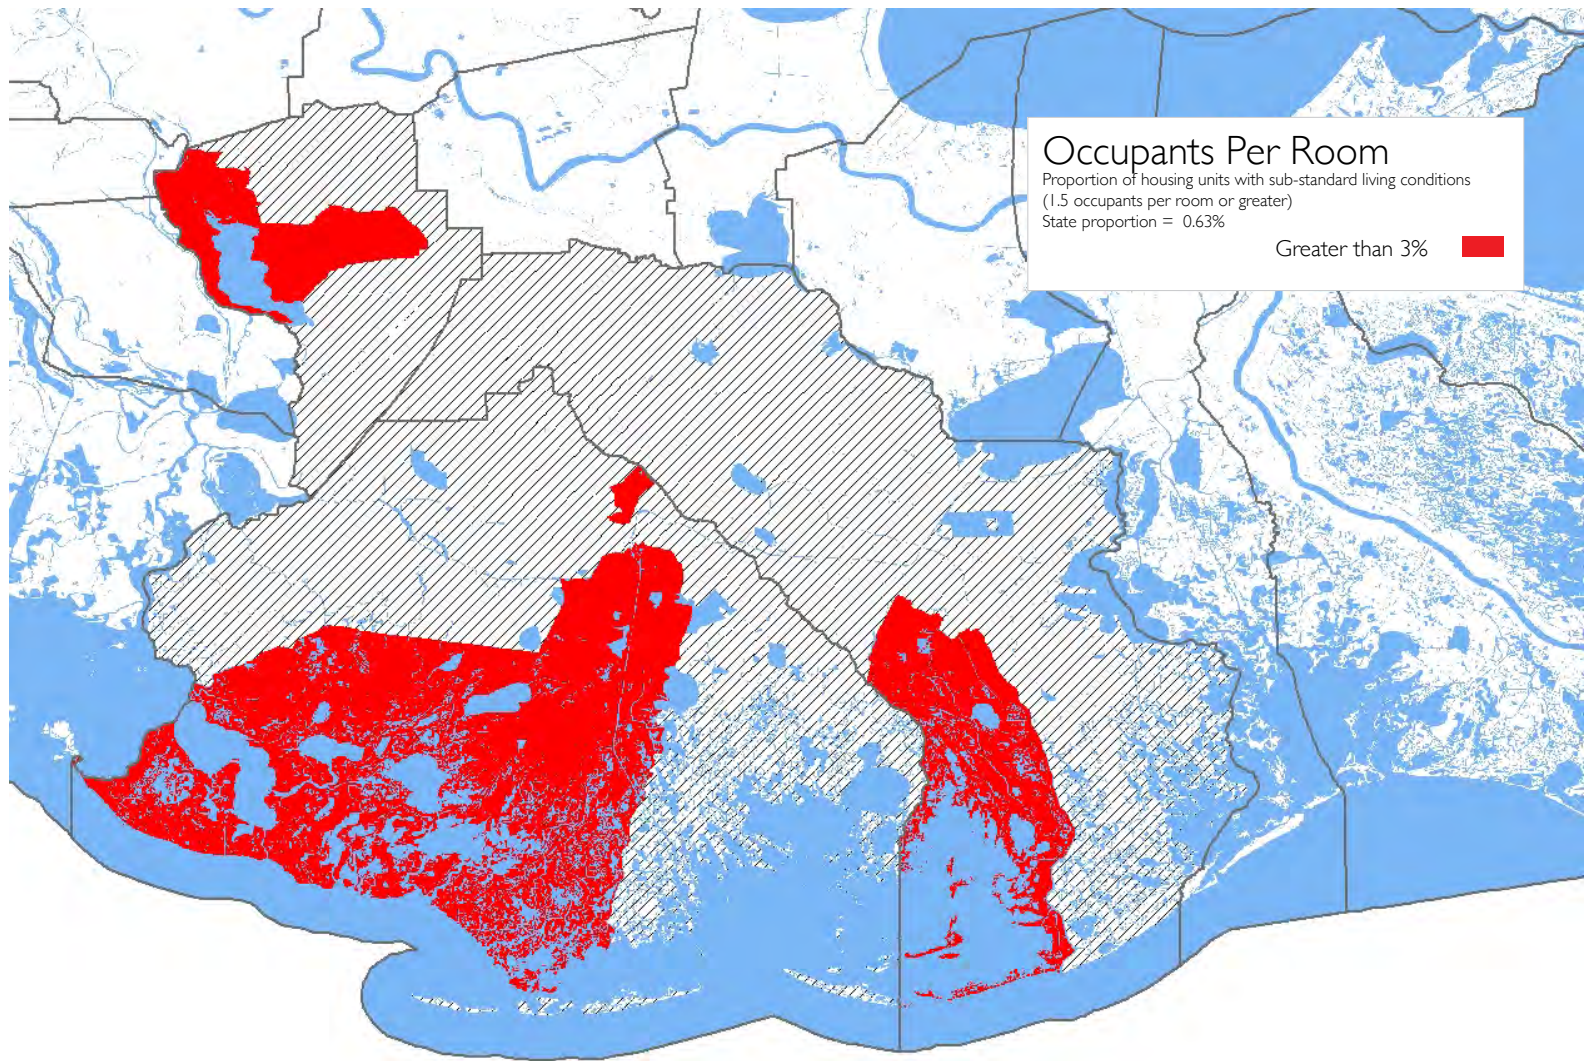 Occupants Per Room
Proportion of housing units with sub-standard living conditions
(1.5 occupants per room or greater)
State proportion = 0.63%
Greater than 3%